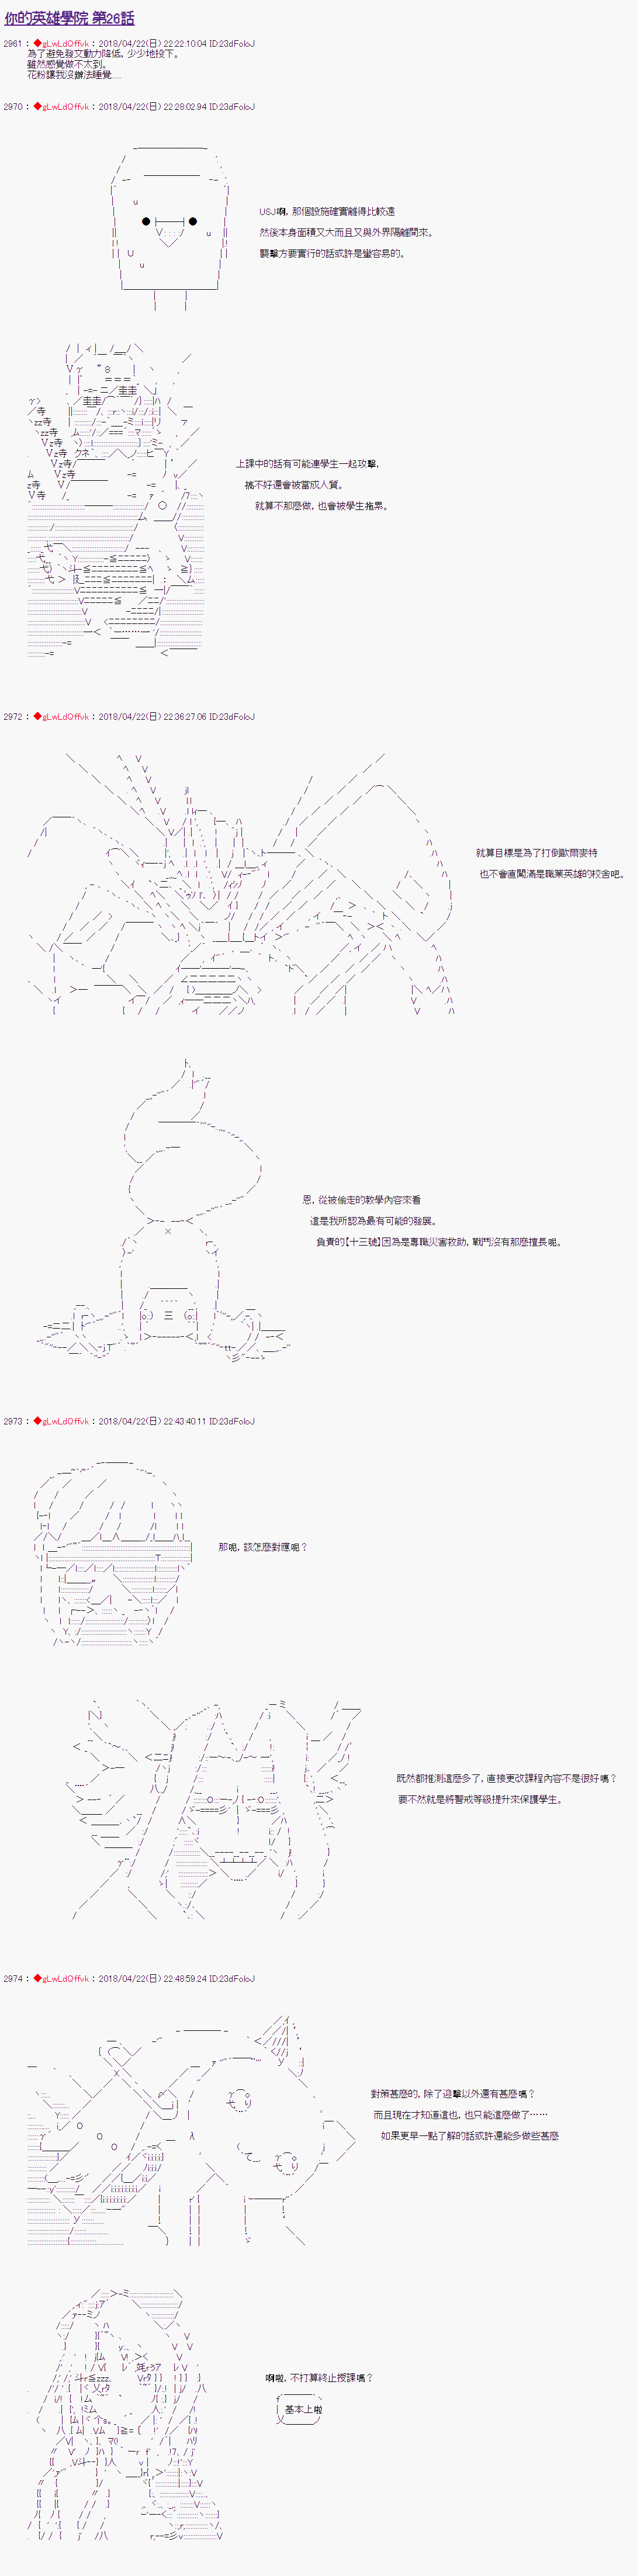 你的英雄學院 第26話
2961 : ◆gLwLdQffvk : 2018/04/22(日) 22:22:10.04 ID:23dFoIoJ
為了避免發文動力降低, 少少地投下。
雖然感覺做不太到。
花粉讓我沒辦法睡覺.....
2970 : ◆gLwLdQffvk : 2018/04/22(日) 22:28:02.94 ID:23dFoIoJ
USJ啊, 那個設施確實離得比較遠
然後本身面積又大而且又與外界隔離開來。
襲擊方要實行的話或許是蠻容易的。
上課中的話有可能連學生一起攻擊,
搞不好還會被當成人質。
就算不那麼做, 也會被學生拖累。
2972 : ◆gLwLdQffvk : 2018/04/22(日) 22:36:27.06 ID:23dFoIoJ
就算目標是為了打倒歐爾麥特
也不會直闖滿是職業英雄的校舍吧。
恩, 從被偷走的教學內容來看
這是我所認為最有可能的發展。
負責的【十三號】因為是專職災害救助, 戰鬥沒有那麼擅長呢。
2973 : ◆gLwLdQffvk : 2018/04/22(日) 22:43:40.11 ID:23dFoIoJ
那呢, 該怎麼對應呢？
既然都推測這麼多了, 直接更改課程內容不是很好嗎？
要不然就是將警戒等級提升來保護學生。
2974 : ◆gLwLdQffvk : 2018/04/22(日) 22:48:59.24 ID:23dFoIoJ
對策甚麼的, 除了迎擊以外還有甚麼嗎？
而且現在才知道這也, 也只能這麼做了……
如果更早一點了解的話或許還能多做些甚麼
啊啦, 不打算終止授課嗎？
基本上啦